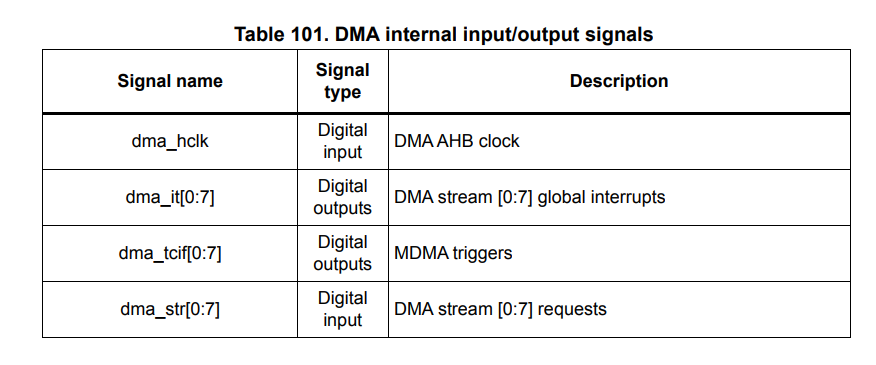 Table 101. DMA internal input/output signals
Signal name
Signal
type
Description
dma_hclk
Digital
input
DMA AHB clock
dma_it[0:7]
Digital
outputs
DMA stream [0:7] global interrupts
dma_tcif[0:7]
Digital
outputs
MDMA triggers
dma_str[0:7]
Digital
input
DMA stream [0:7] requests